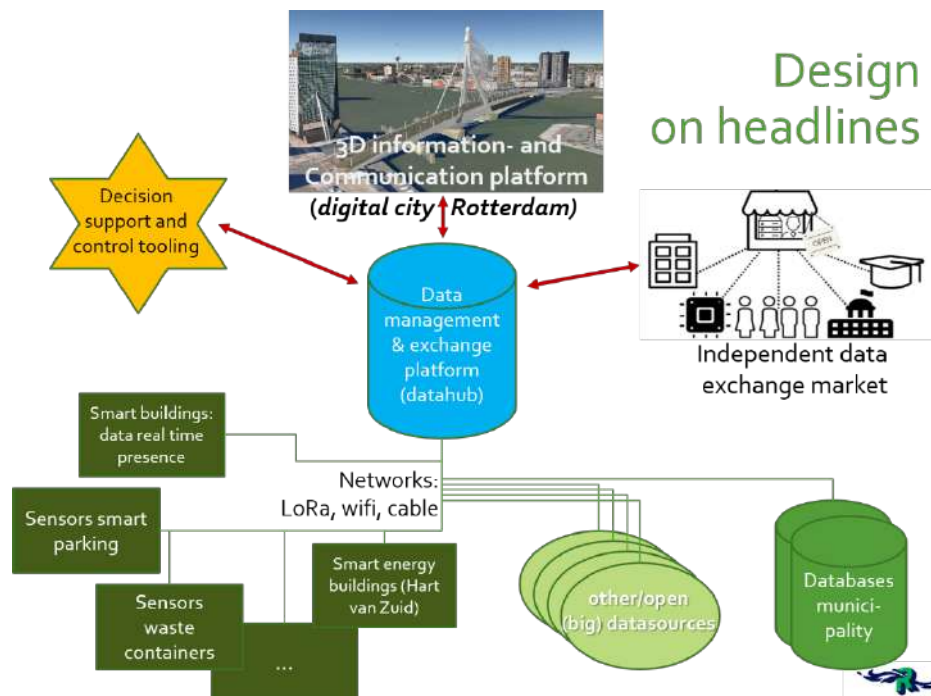 Design
on headlines
3D information- and
Communication platform
(digital city Rotterdam)
Decision
support and
control tooling
OPEN
Independent data
exchange market
Data
management
& exchange
platform
(datahub)
Smart buildings:
data real time
presence
Networks:
LoRa, wifi, cable
Sensors smart
parking
Smart energy
buildings (Hart
van Zuid)
Sensors
waste
containers
...
other/open
(big) datasources
Databases
munici-
pality